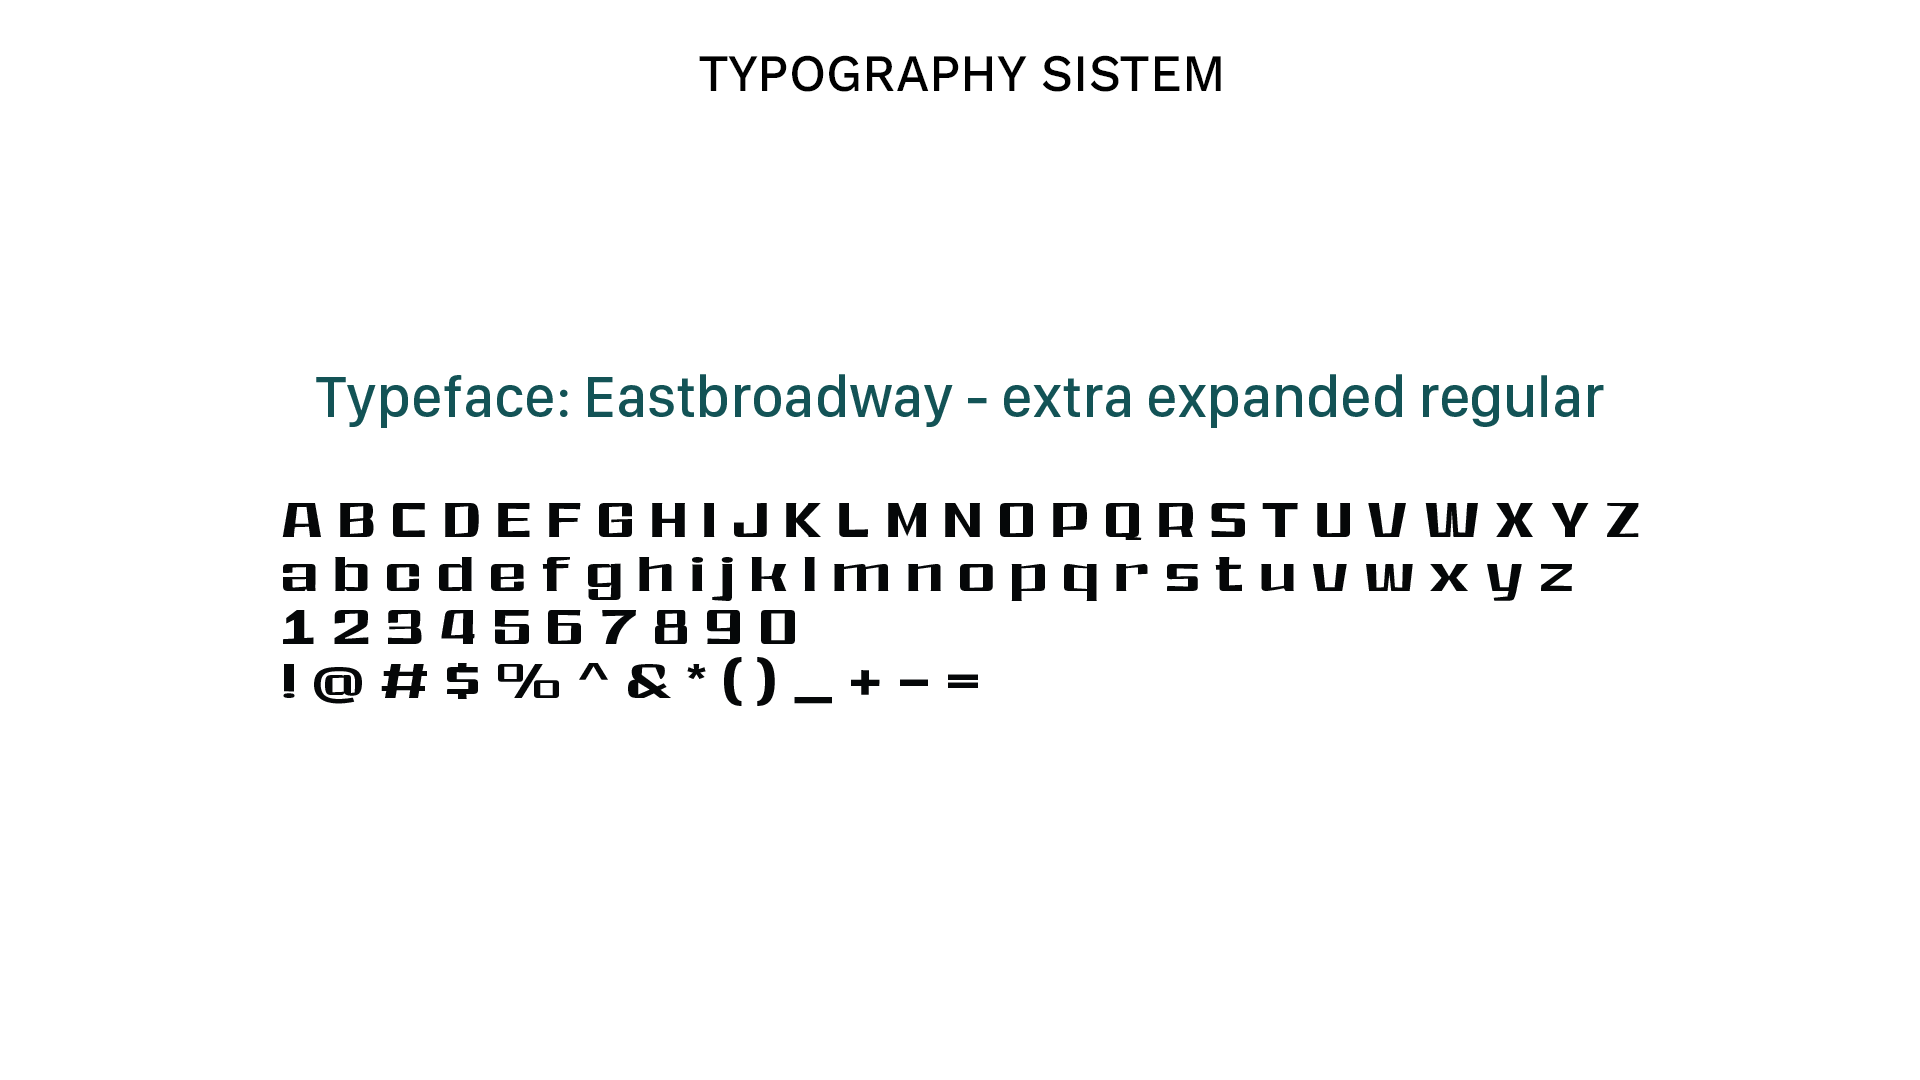 TYPOGRAPHY SISTEM
Typeface: Eastbroadway - extra expanded regular
A B C D E F G H I J K L M N O P Q R S T U V W X Y Z
a b c d e f g h i j k l m n o p q r s t u v w x y z
1 2 3 4 5 6 7 8 9 0
! @ # $ % ^ & * ( ) _ + - =